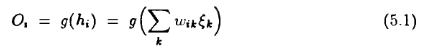 O_i = g(h_i) = g(∑_k w_{ik} ξ_k) (5.1)